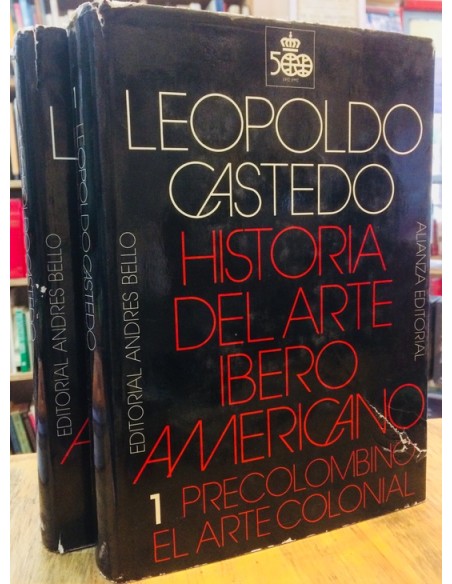 500
LEOPOLDO
CASTEDO
HISTORIA
DEL ARTE
IBERO
AMERICANO
1 PRECOLOMBINO
EL ARTE COLONIAL
EDITORIAL ANDRES BELLO
ALIANZA EDITORIAL
LEOPOLDO CASTEDO
L
EDITORIAL ANDRES BELLO
A